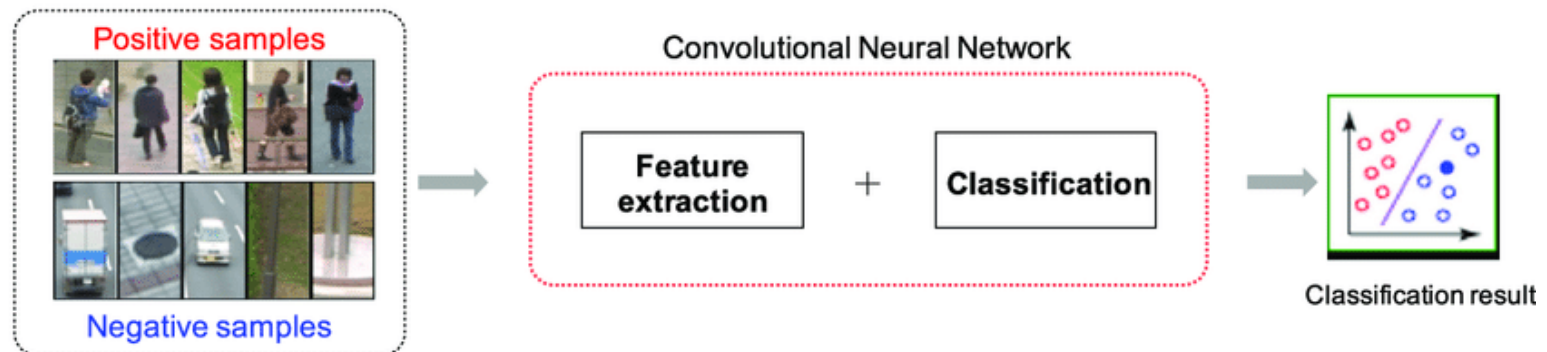 Positive samples
Negative samples
Convolutional Neural Network
Feature
extraction
+
Classification
Classification result